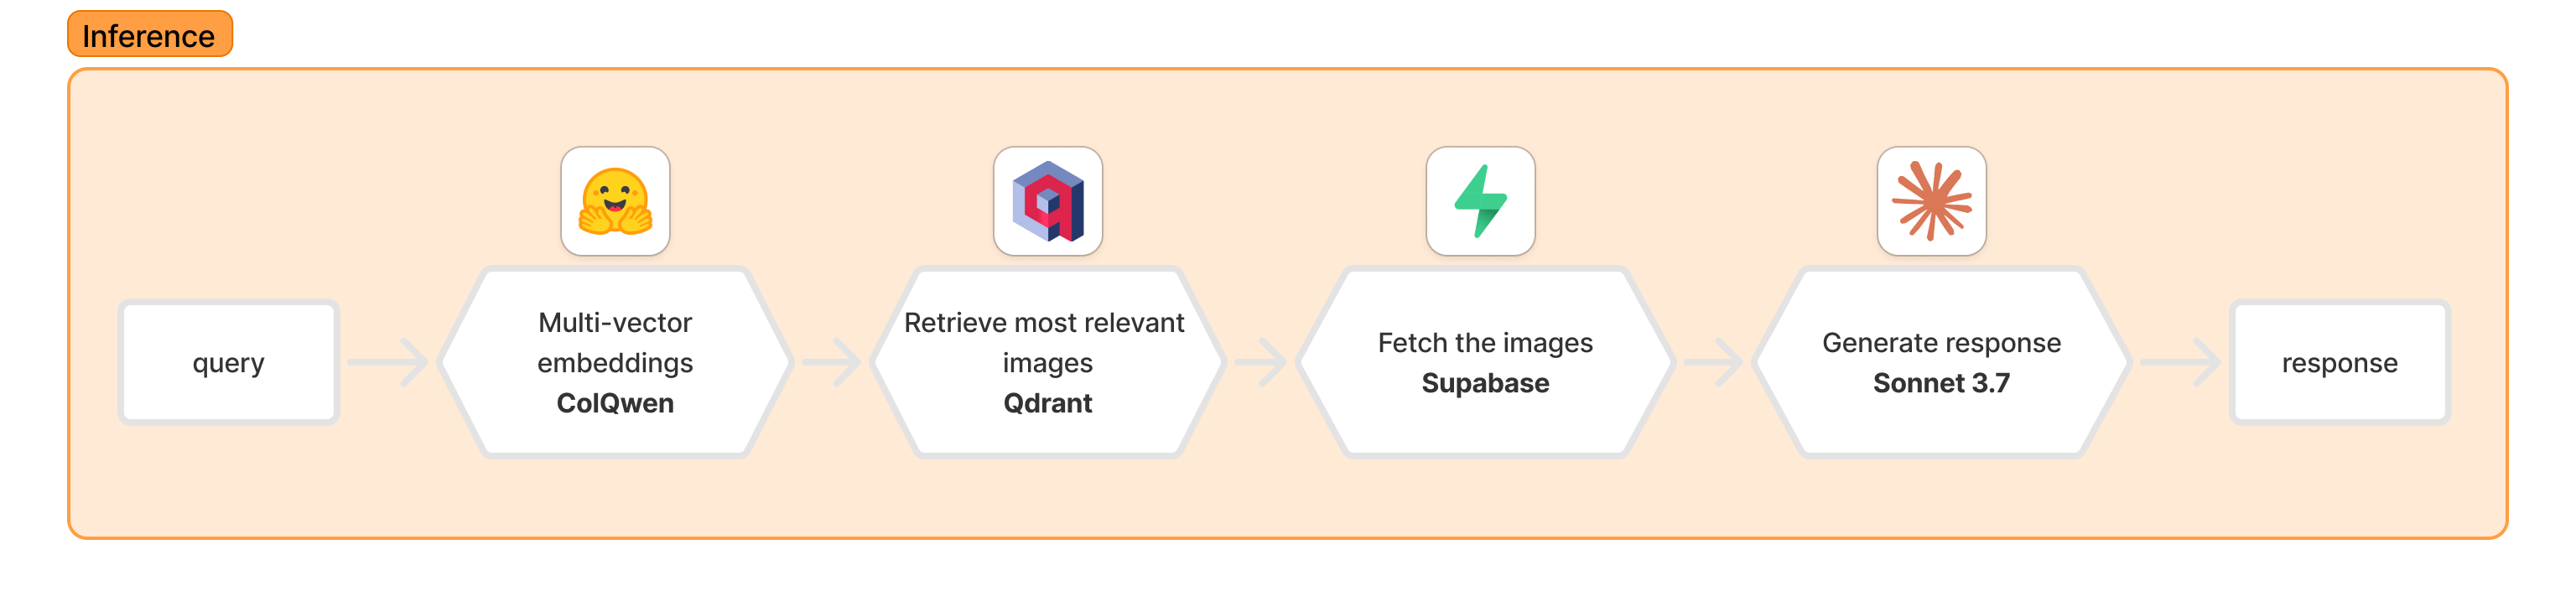 Inference
query
Multi-vector
embeddings
ColQwen
Retrieve most relevant
images
Qdrant
Fetch the images
Supabase
Generate response
Sonnet 3.7
response